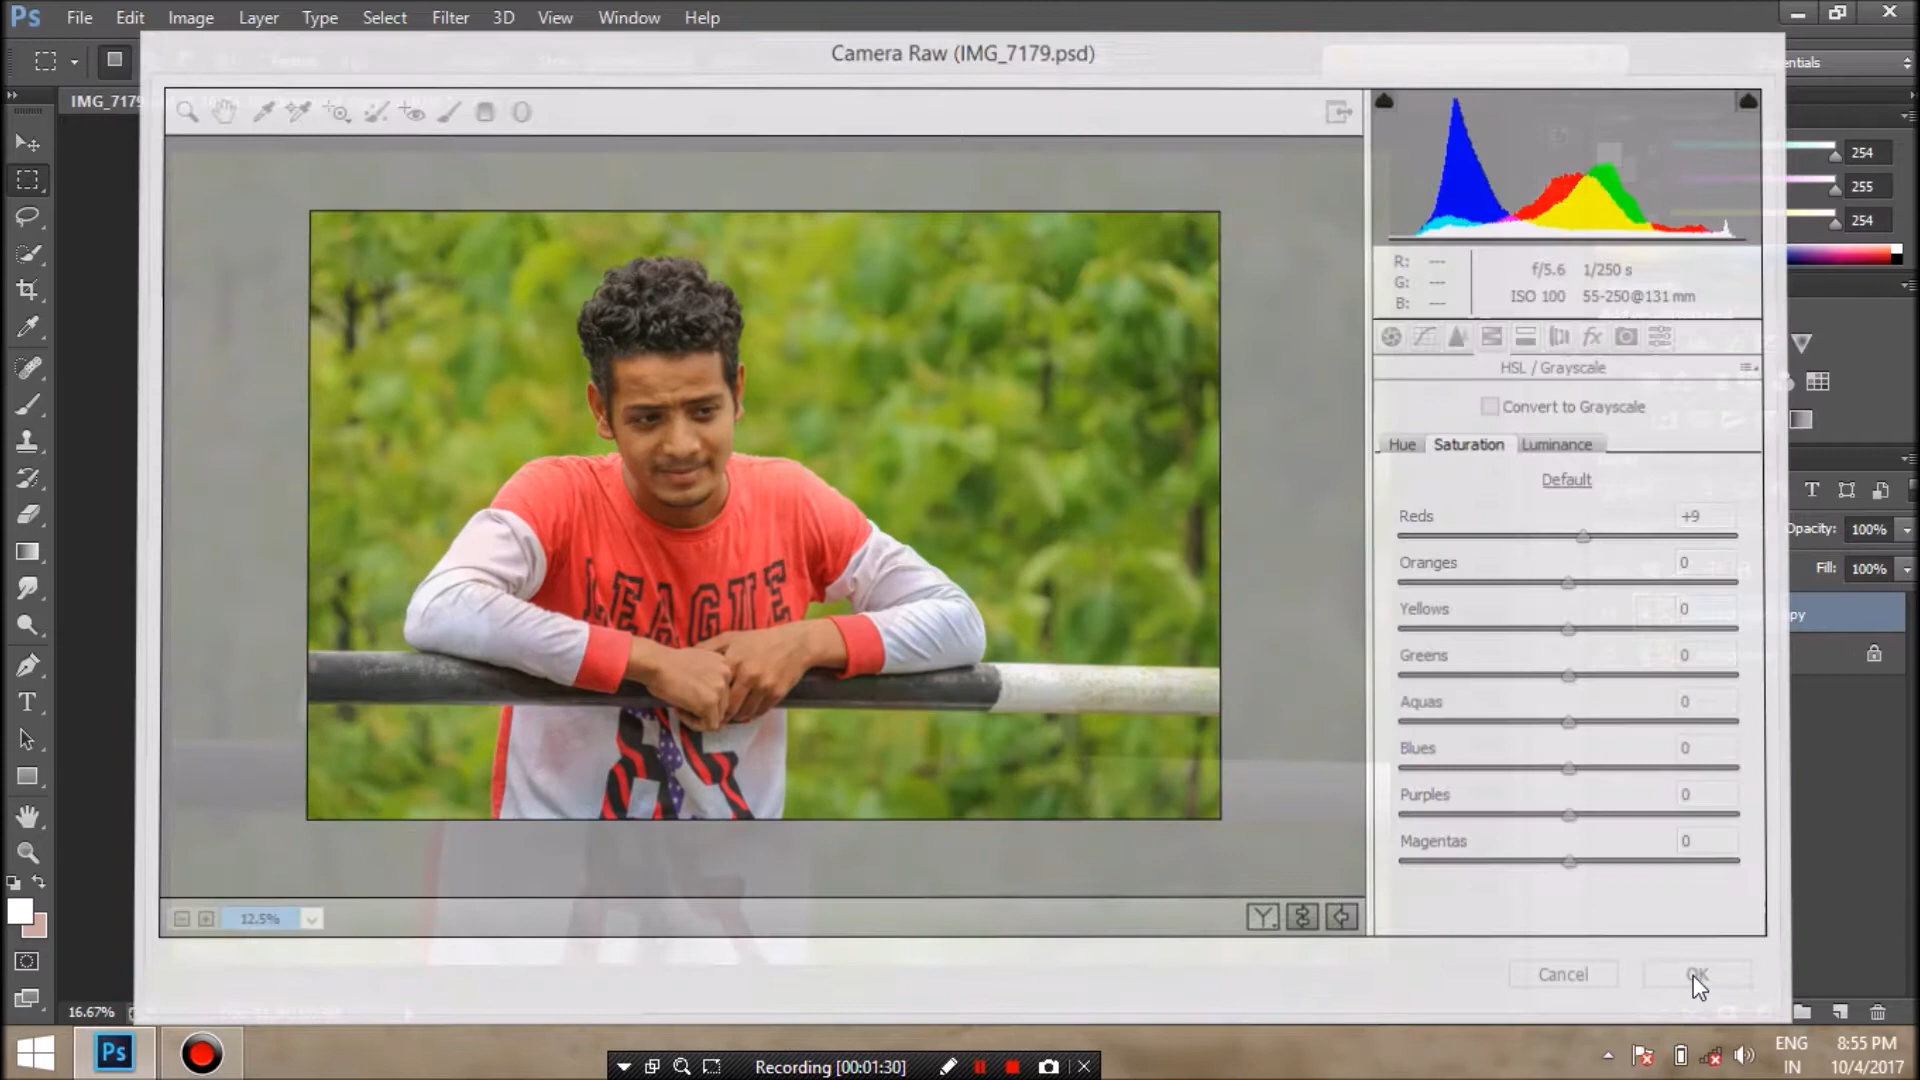 Ps File Edit Image Layer Type Select Filter 3D View Window Help
Camera Raw (IMG_7179.psd)
IMG_7179
entials
254
255
254
R: ---
G: ---
B: ---
f/5.6 1/250 s
ISO 100 55-250@131 mm
fx
HSL / Grayscale
Convert to Grayscale
Hue Saturation Luminance
Default
Reds +9
Oranges 0
Yellows 0
Greens 0
Aquas 0
Blues 0
Purples 0
Magentas 0
Opacity: 100%
Fill: 100%
py
LEAGUE
12.5%
Y
Cancel OK
16.67%
Ps
Recording [00:01:30]
ENG
IN
8:55 PM
10/4/2017